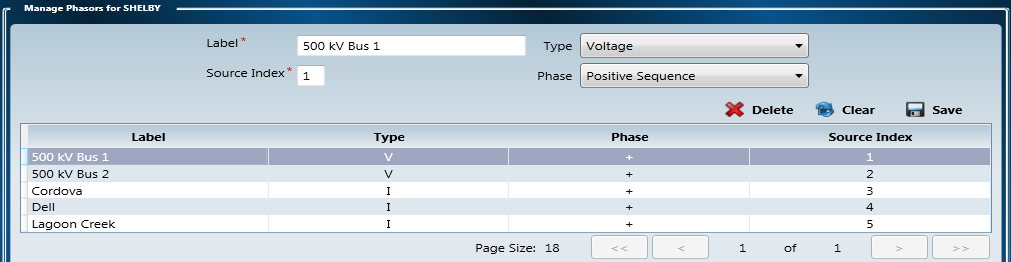 Manage Phasors for SHELBY
Label * 500 kV Bus 1 Type Voltage
Source Index * 1 Phase Positive Sequence
Delete Clear Save
Label Type Phase Source Index
500 kV Bus 1 V + 1
500 kV Bus 2 V + 2
Cordova I + 3
Dell I + 4
Lagoon Creek I + 5
Page Size: 18 << < 1 of 1 > >>